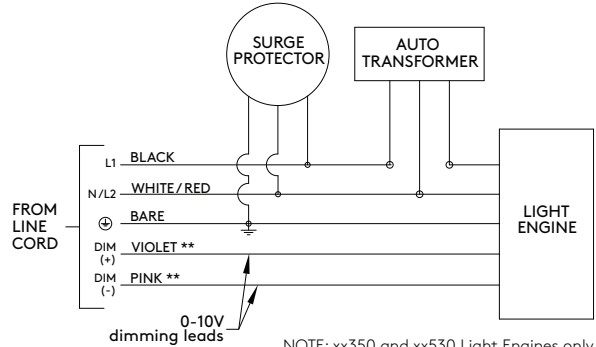 SURGE
PROTECTOR
AUTO
TRANSFORMER
L1 BLACK
N/L2 WHITE/RED
BARE
FROM
LINE
CORD
DIM
(+)
VIOLET **
DIM
(-)
PINK **
LIGHT
ENGINE
0-10V
dimming leads
NOTE: xx350 and xx530 Light Engines only